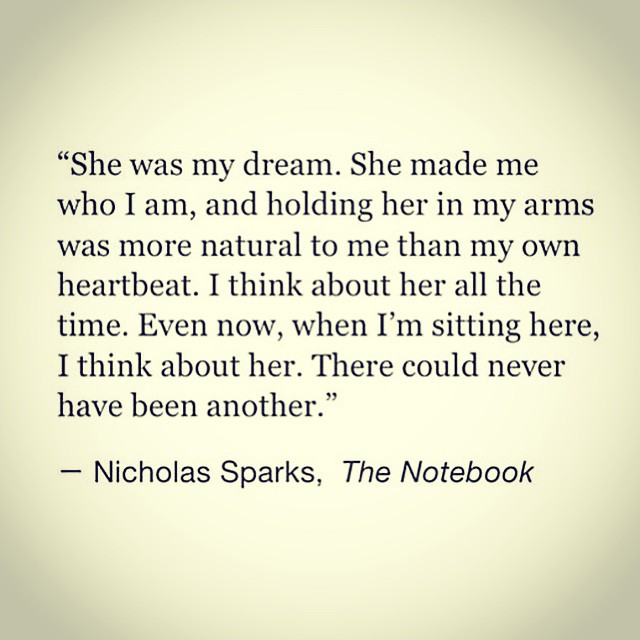 “She was my dream. She made me
who I am, and holding her in my arms
was more natural to me than my own
heartbeat. I think about her all the
time. Even now, when I’m sitting here,
I think about her. There could never
have been another.”
— Nicholas Sparks, The Notebook